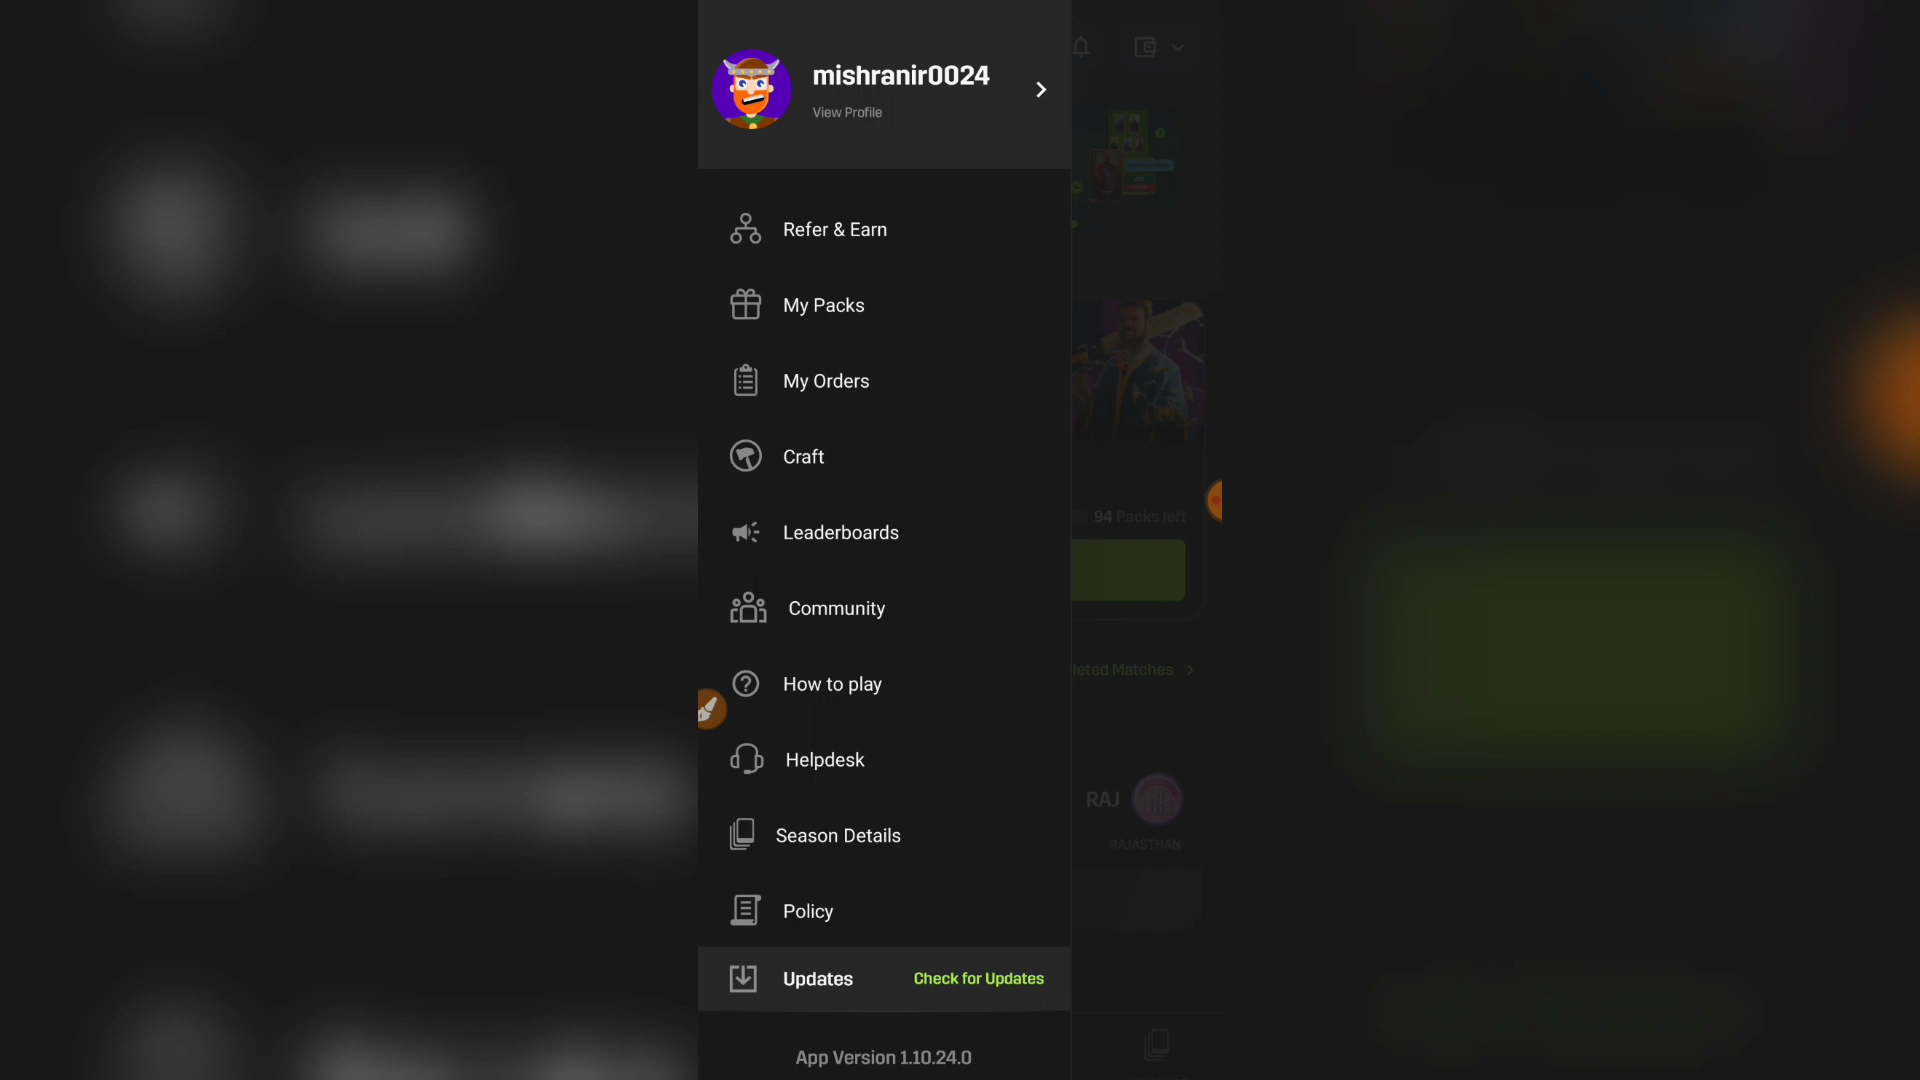 mishranir0024
View Profile
Refer & Earn
My Packs
My Orders
Craft
94 Packs left
Leaderboards
Community
leted Matches
How to play
Helpdesk
RAJ
RAJASTHAN
Season Details
Policy
Updates Check for Updates
App Version 1.10.24.0